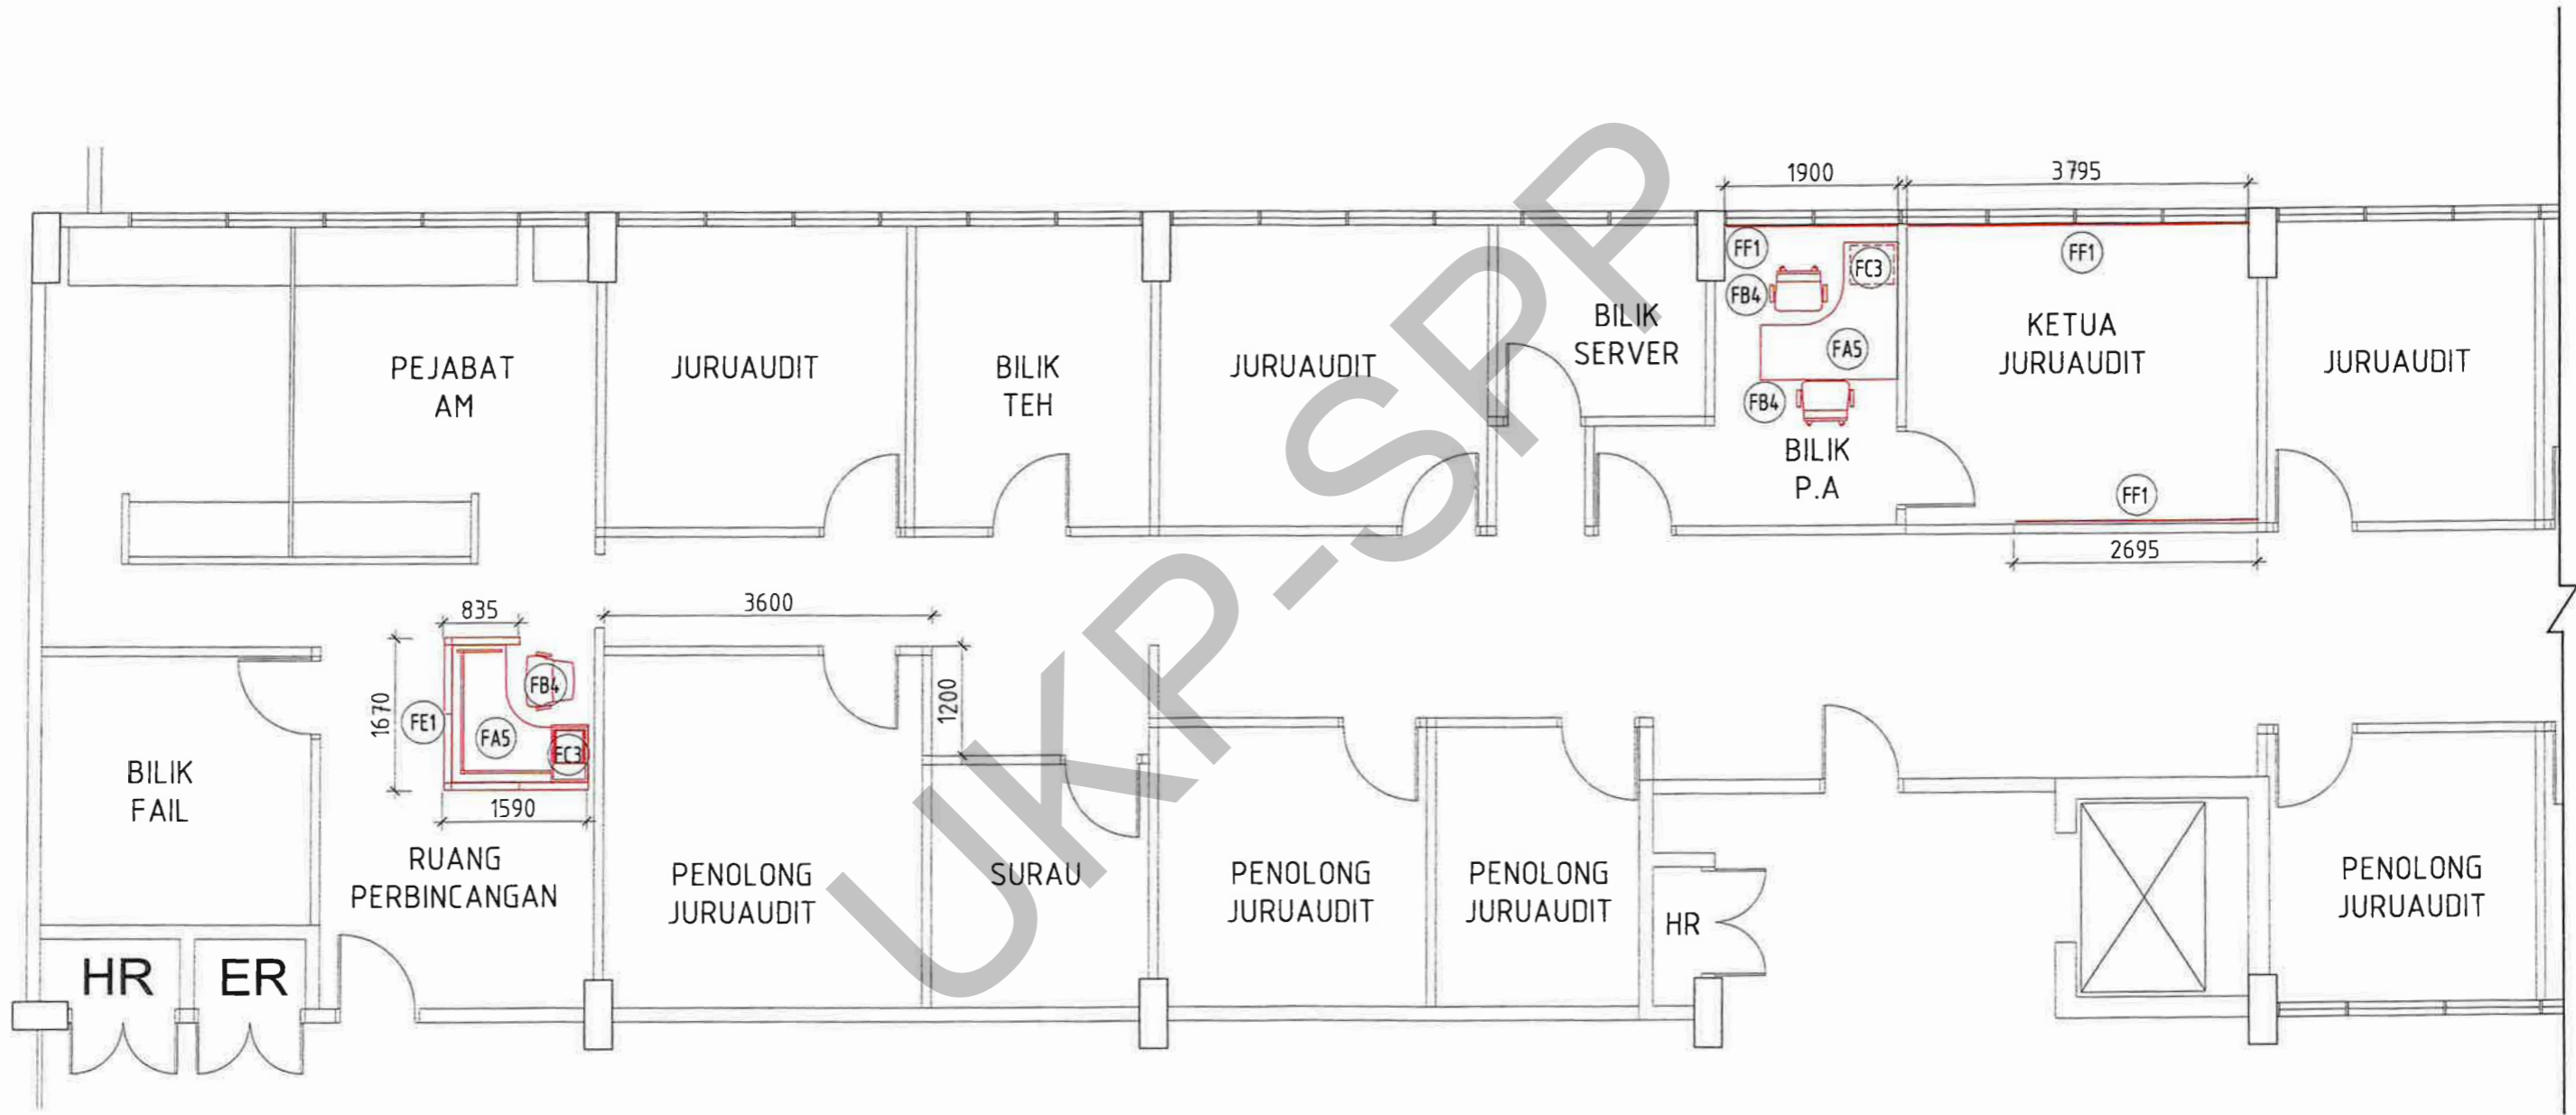 1900
3795
FF1
FC3
FF1
FB4
BILIK
SERVER
KETUA
JURUAUDIT
FA5
PEJABAT
AM
JURUAUDIT
BILIK
TEH
JURUAUDIT
JURUAUDIT
FB4
BILIK
P.A
FF1
2695
835
3600
FB4
1670
FE1
FA5
FC3
1200
1590
BILIK
FAIL
RUANG
PERBINCANGAN
PENOLONG
JURUAUDIT
SURAU
PENOLONG
JURUAUDIT
PENOLONG
JURUAUDIT
HR
PENOLONG
JURUAUDIT
HR
ER
UKP-SPP